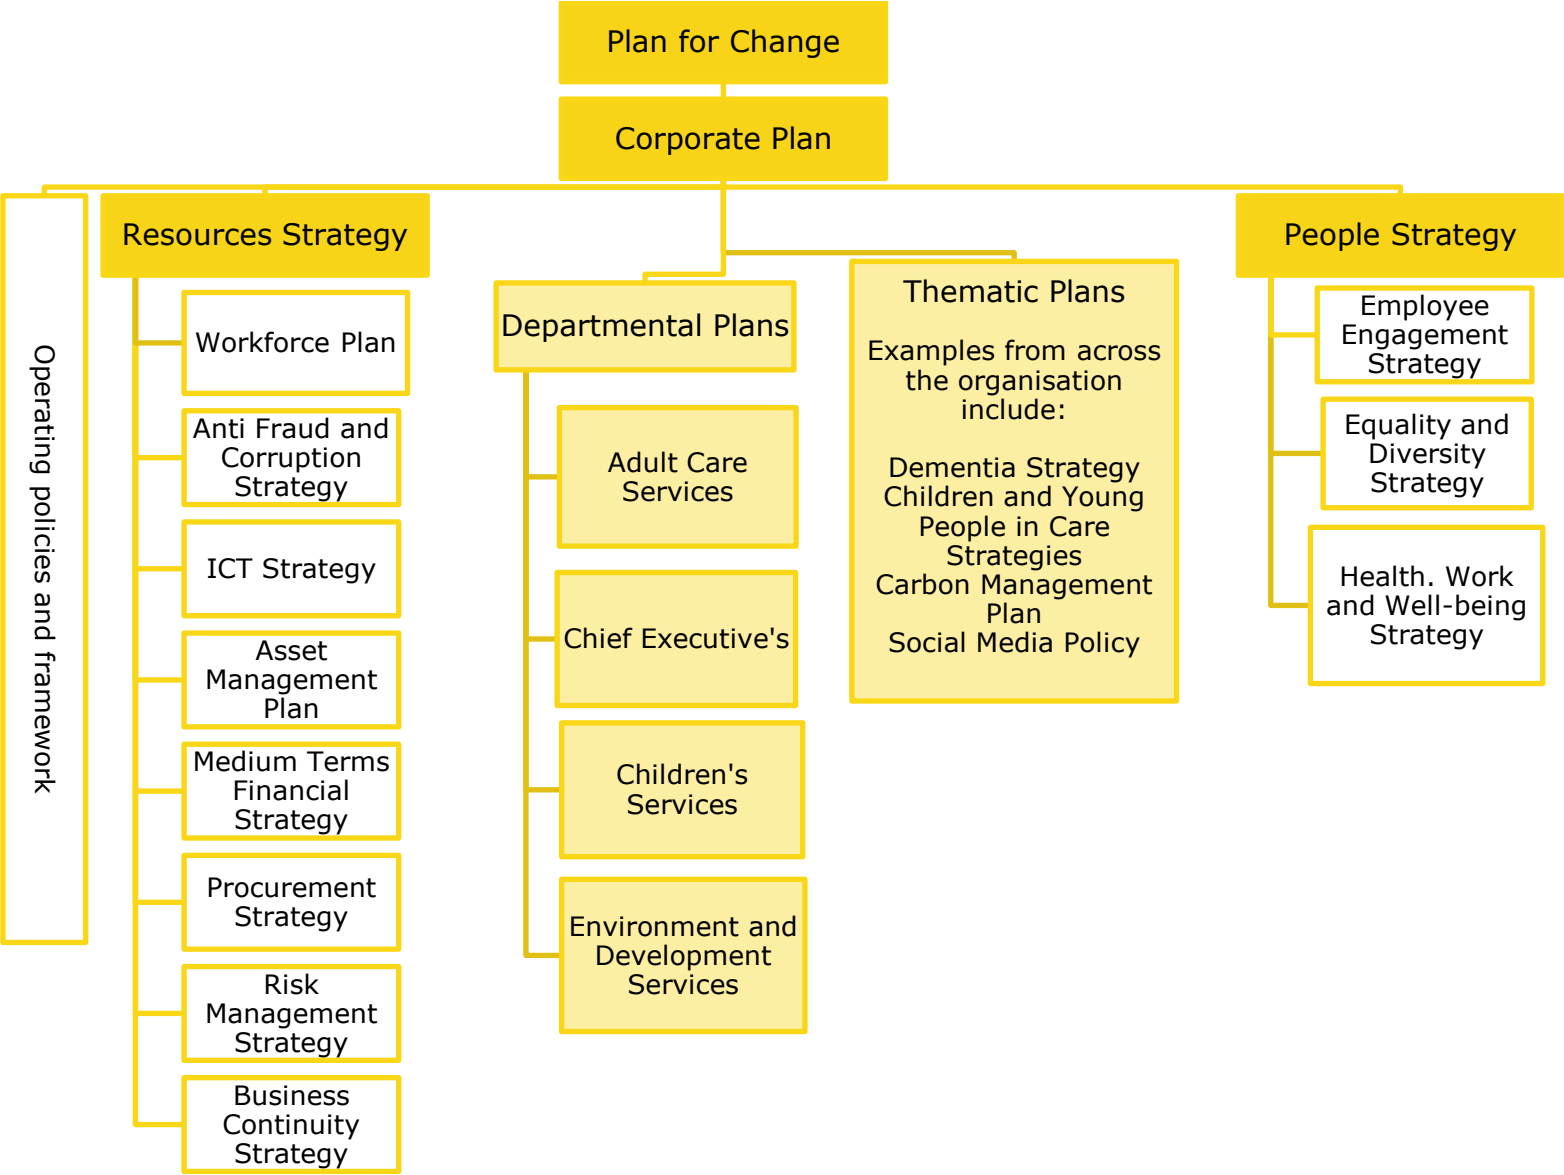 Plan for Change
Corporate Plan
Operating policies and framework
Resources Strategy
Workforce Plan
Anti Fraud and
Corruption
Strategy
ICT Strategy
Asset
Management
Plan
Medium Terms
Financial
Strategy
Procurement
Strategy
Risk
Management
Strategy
Business
Continuity
Strategy
Departmental Plans
Adult Care
Services
Chief Executive's
Children's
Services
Environment and
Development
Services
Thematic Plans
Examples from across
the organisation
include:
Dementia Strategy
Children and Young
People in Care
Strategies
Carbon Management
Plan
Social Media Policy
People Strategy
Employee
Engagement
Strategy
Equality and
Diversity
Strategy
Health. Work
and Well-being
Strategy